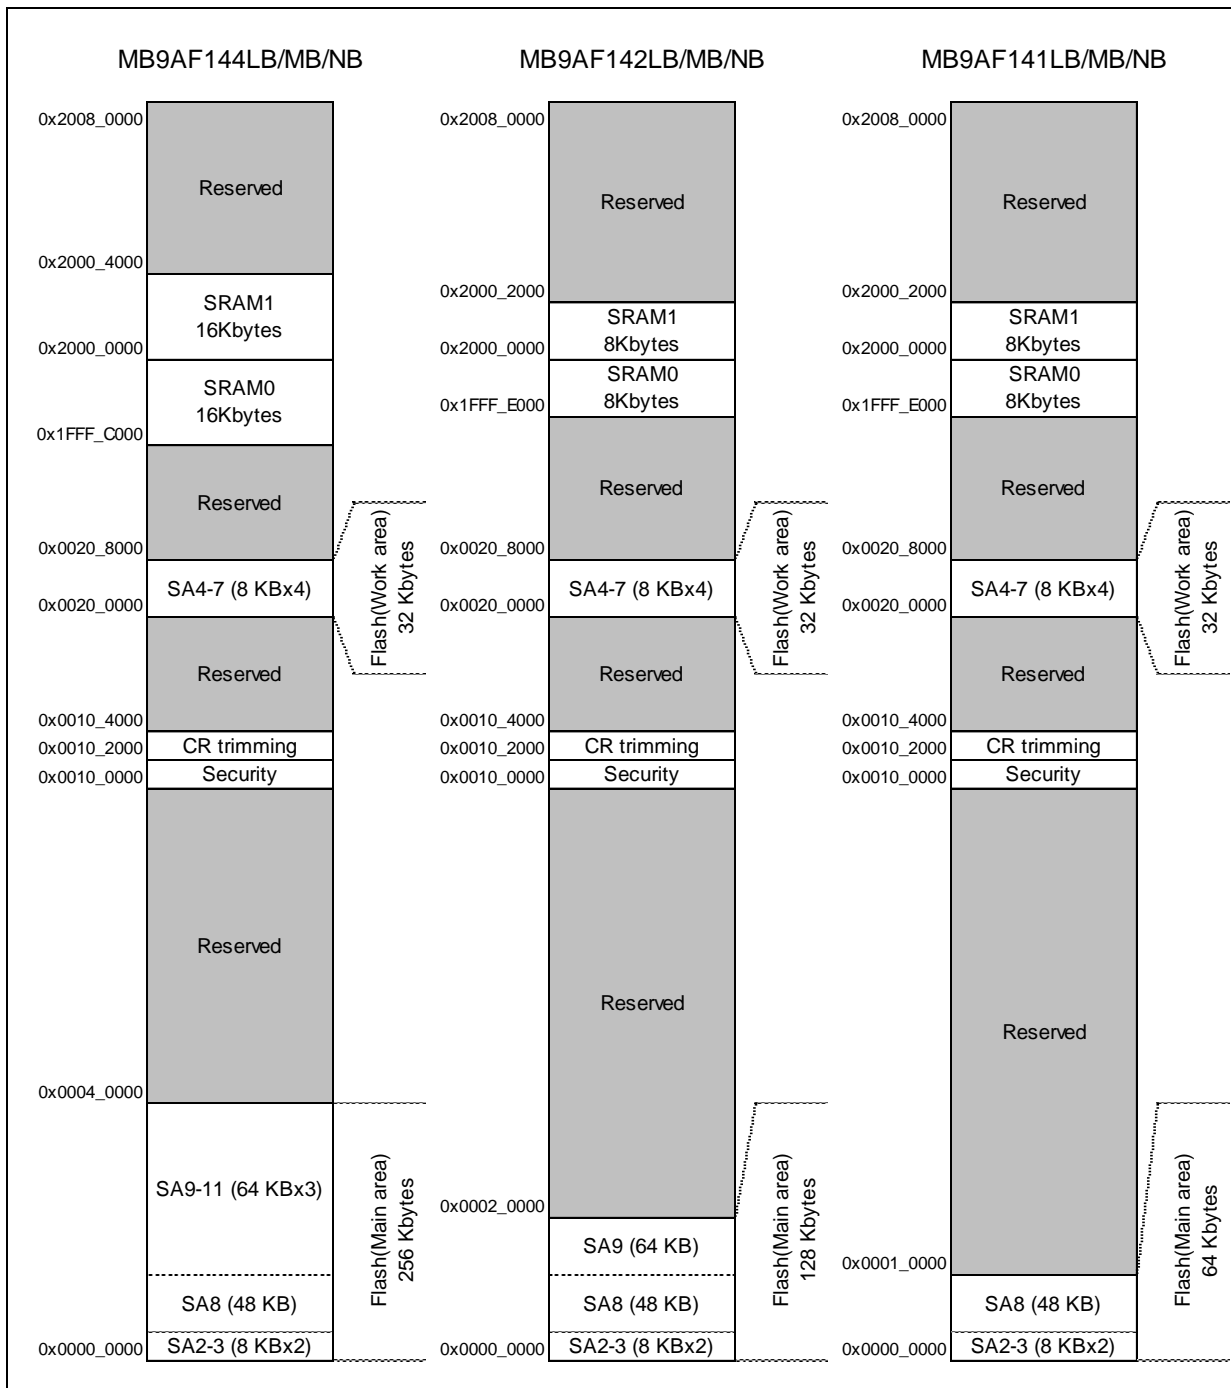 MB9AF144LB/MB/NB
0x2008_0000
Reserved
0x2000_4000
SRAM1
16Kbytes
0x2000_0000
SRAM0
16Kbytes
0x1FFF_C000
Reserved
0x0020_8000
SA4-7 (8 KBx4)
0x0020_0000
Flash(Work area)
32 Kbytes
Reserved
0x0010_4000
CR trimming
0x0010_2000
Security
0x0010_0000
Reserved
0x0004_0000
SA9-11 (64 KBx3)
SA8 (48 KB)
SA2-3 (8 KBx2)
0x0000_0000
Flash(Main area)
256 Kbytes
MB9AF142LB/MB/NB
0x2008_0000
Reserved
0x2000_2000
SRAM1
8Kbytes
0x2000_0000
SRAM0
8Kbytes
0x1FFF_E000
Reserved
0x0020_8000
SA4-7 (8 KBx4)
0x0020_0000
Flash(Work area)
32 Kbytes
Reserved
0x0010_4000
CR trimming
0x0010_2000
Security
0x0010_0000
Reserved
0x0002_0000
SA9 (64 KB)
SA8 (48 KB)
SA2-3 (8 KBx2)
0x0000_0000
Flash(Main area)
128 Kbytes
MB9AF141LB/MB/NB
0x2008_0000
Reserved
0x2000_2000
SRAM1
8Kbytes
0x2000_0000
SRAM0
8Kbytes
0x1FFF_E000
Reserved
0x0020_8000
SA4-7 (8 KBx4)
0x0020_0000
Flash(Work area)
32 Kbytes
Reserved
0x0010_4000
CR trimming
0x0010_2000
Security
0x0010_0000
Reserved
0x0001_0000
SA8 (48 KB)
SA2-3 (8 KBx2)
0x0000_0000
Flash(Main area)
64 Kbytes